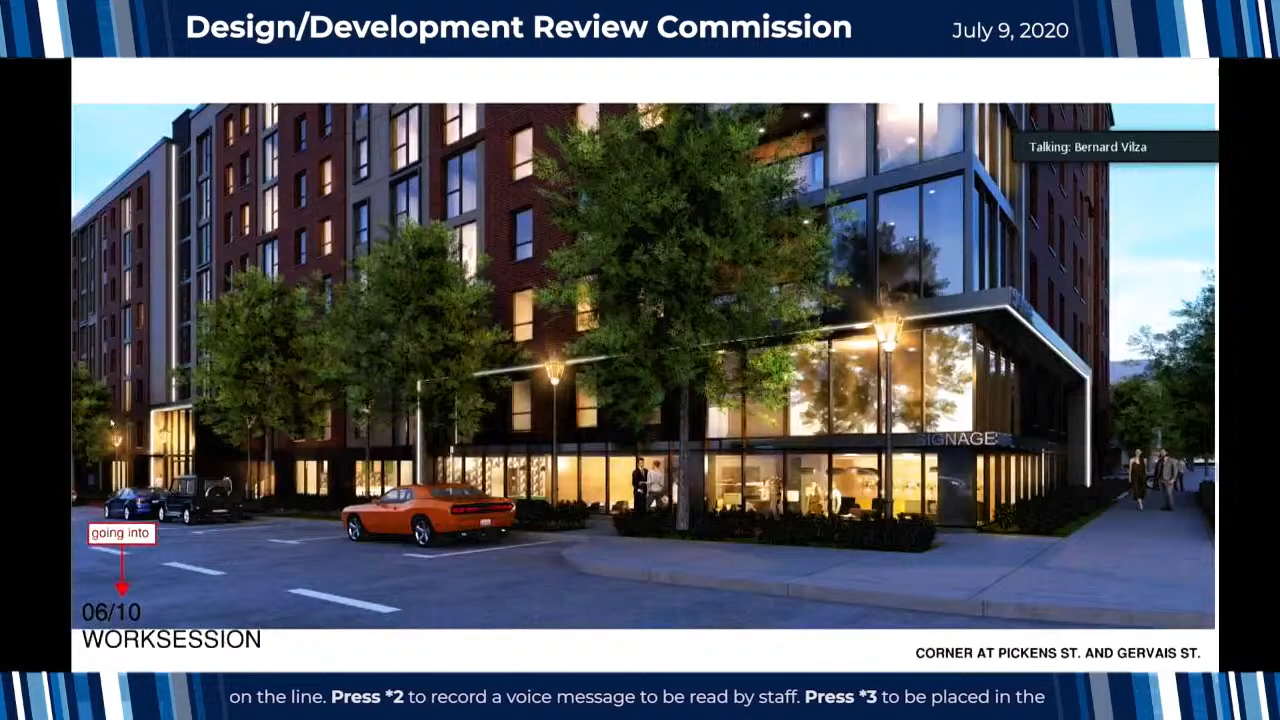 Design/Development Review Commission
July 9, 2020
Talking: Bernard Vilza
SIGNAGE
going into
06/10
WORKSESSION
CORNER AT PICKENS ST. AND GERVAIS ST.
on the line. Press *2 to record a voice message to be read by staff. Press *3 to be placed in the